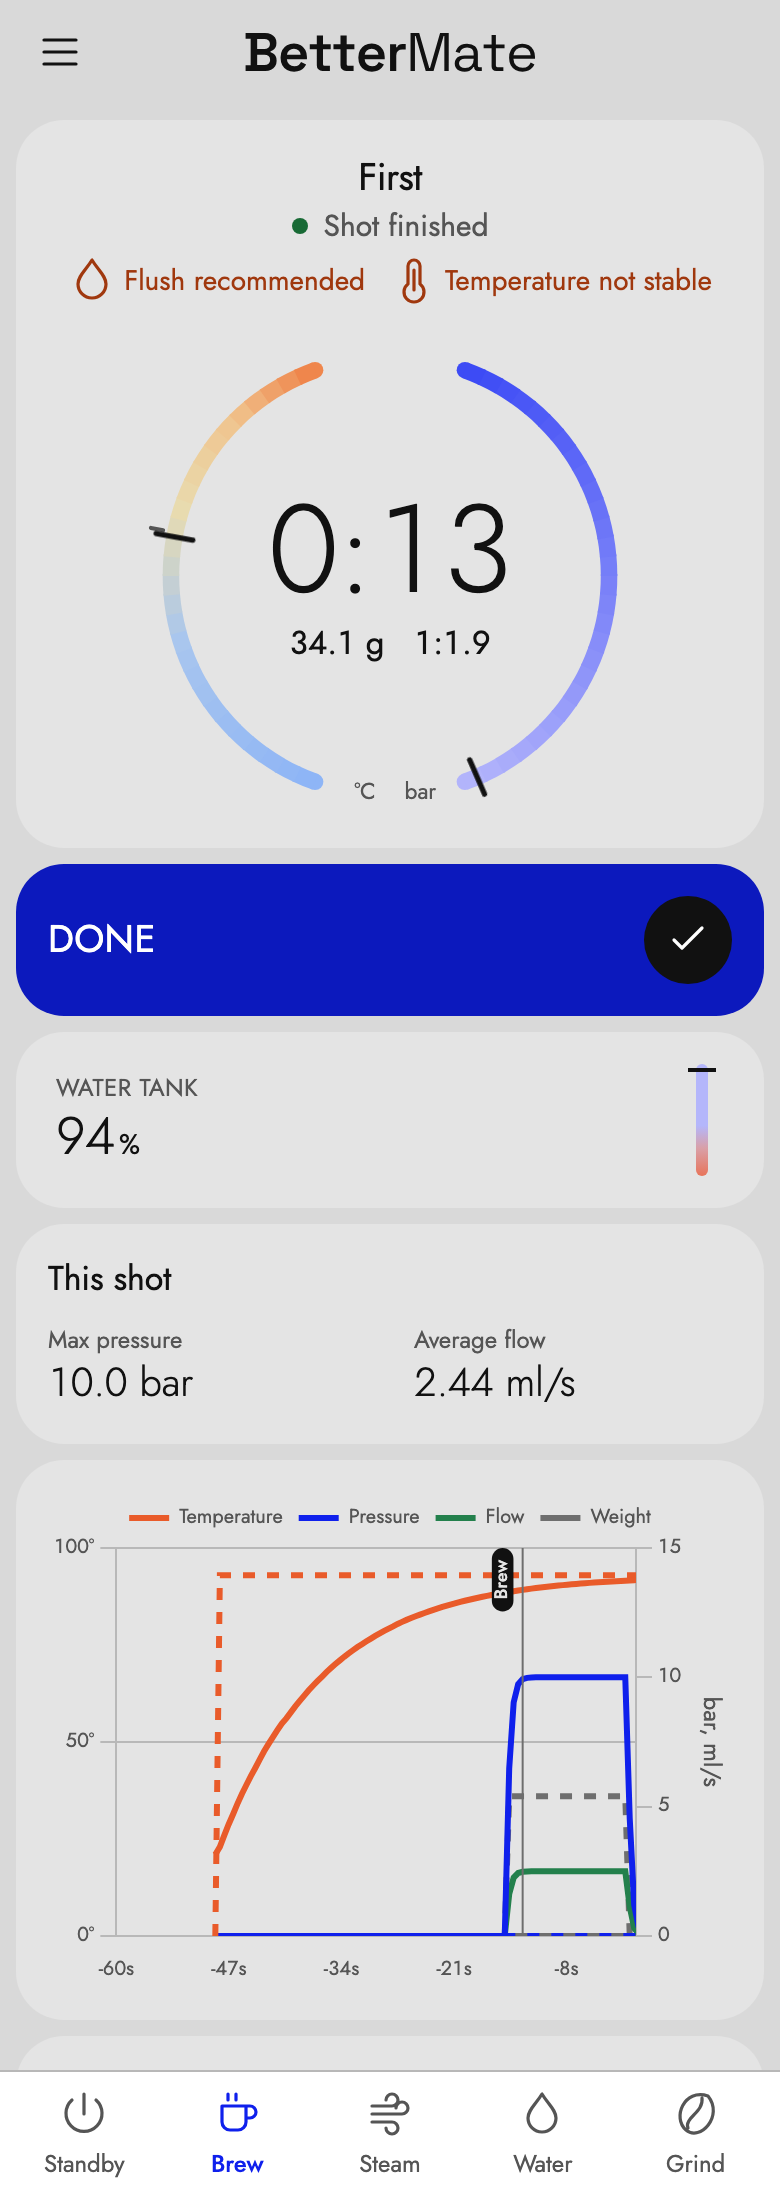 BetterMate
First
Shot finished
Flush recommended Temperature not stable
0:13
34.1 g 1:1.9
°C bar
DONE
WATER TANK
94%
This shot
Max pressure Average flow
10.0 bar 2.44 ml/s
Temperature Pressure Flow Weight
100° 15
Brew
10
50°
bar, ml/s
5
0° 0
-60s -47s -34s -21s -8s
Standby Brew Steam Water Grind